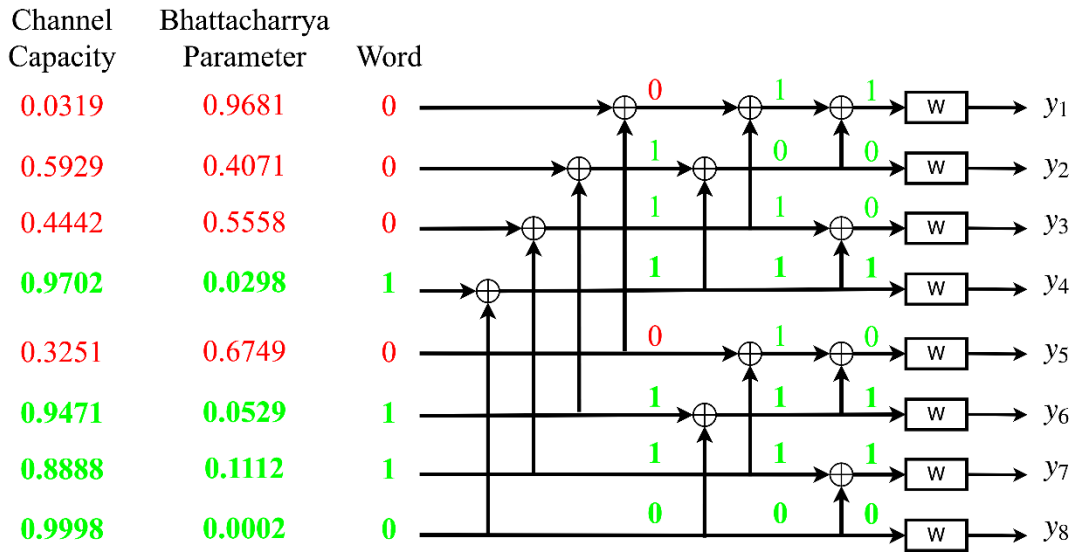 Channel Bhattacharrya
Capacity Parameter Word
0.0319 0.9681 0 0 1 1 W y1
0.5929 0.4071 0 1 0 0 W y2
0.4442 0.5558 0 1 1 0 W y3
0.9702 0.0298 1 1 1 1 W y4
0.3251 0.6749 0 0 1 0 W y5
0.9471 0.0529 1 1 1 1 W y6
0.8888 0.1112 1 1 1 1 W y7
0.9998 0.0002 0 0 0 0 W y8